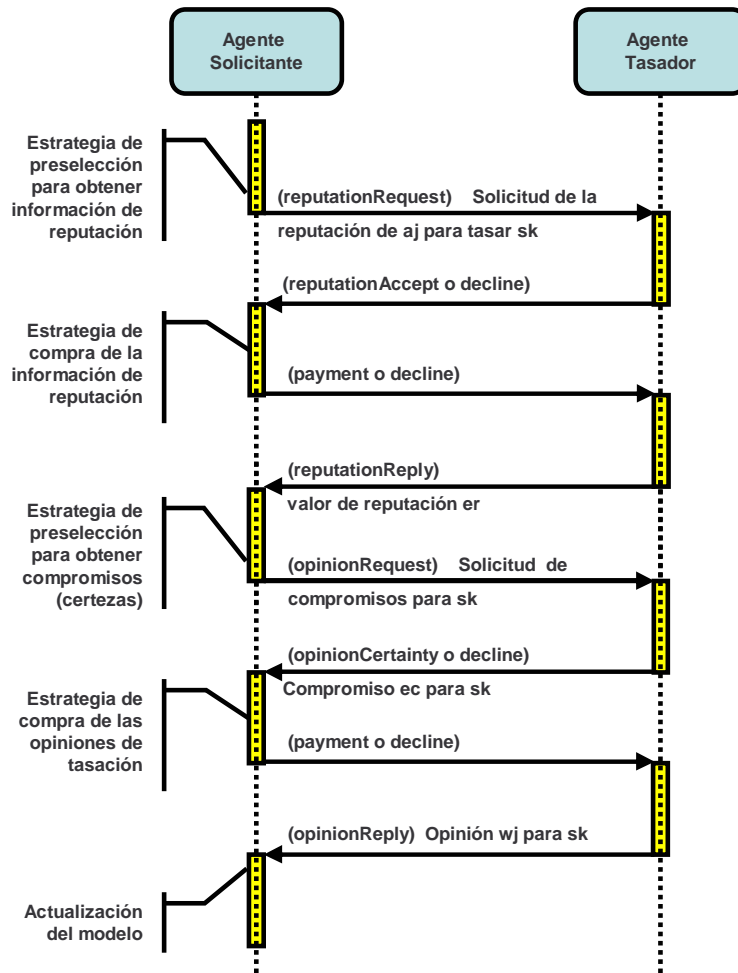 Agente
Solicitante
Agente
Tasador
Estrategia de
preselección
para obtener
información de
reputación
(reputationRequest) Solicitud de la
reputación de aj para tasar sk
(reputationAccept o decline)
Estrategia de
compra de la
información de
reputación
(payment o decline)
(reputationReply)
valor de reputación er
Estrategia de
preselección
para obtener
compromisos
(certezas)
(opinionRequest) Solicitud de
compromisos para sk
(opinionCertainty o decline)
Compromiso ec para sk
Estrategia de
compra de las
opiniones de
tasación
(payment o decline)
(opinionReply) Opinión wj para sk
Actualización
del modelo